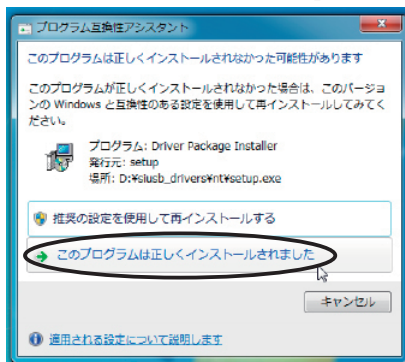 プログラム互換性アシスタント
このプログラムは正しくインストールされなかった可能性があります
このプログラムが正しくインストールされなかった場合は、このバージョ
ンの Windows と互換性のある設定を使用して再インストールしてみてく
ださい。
プログラム: Driver Package Installer
発行元: setup
場所: D:¥siusb_drivers¥nt¥setup.exe
推奨の設定を使用して再インストールする
このプログラムは正しくインストールされました
キャンセル
適用される設定について説明します